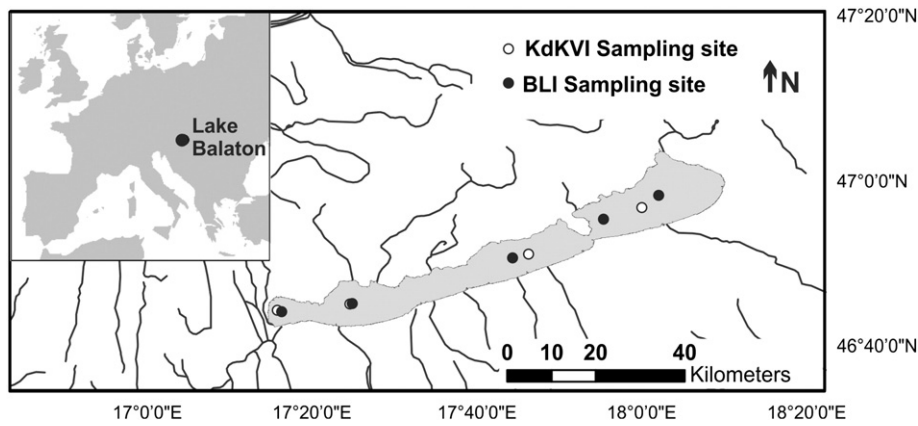 47°20'0"N
KdKVI Sampling site
BLI Sampling site
N
Lake
Balaton
47°0'0"N
0 10 20 40
Kilometers
46°40'0"N
17°0'0"E 17°20'0"E 17°40'0"E 18°0'0"E 18°20'0"E